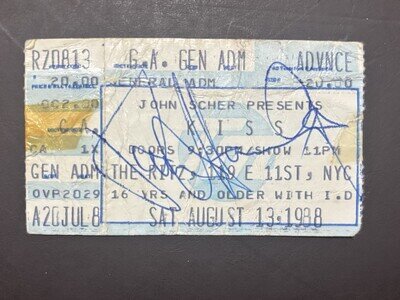 RZ0813 G.A. GEN ADM ADVNCE
20.00 GENERAL ADM 20.00
JOHN SCHER PRESENTS
G.A. KISS
CA 1X DOORS 9:30PM/SHOW 11PM
GEN ADM THE RITZ, 119 E 11ST, NYC
OVR2029 16 YRS AND OLDER WITH I.D
A20JUL8 SAT AUGUST 13 1988